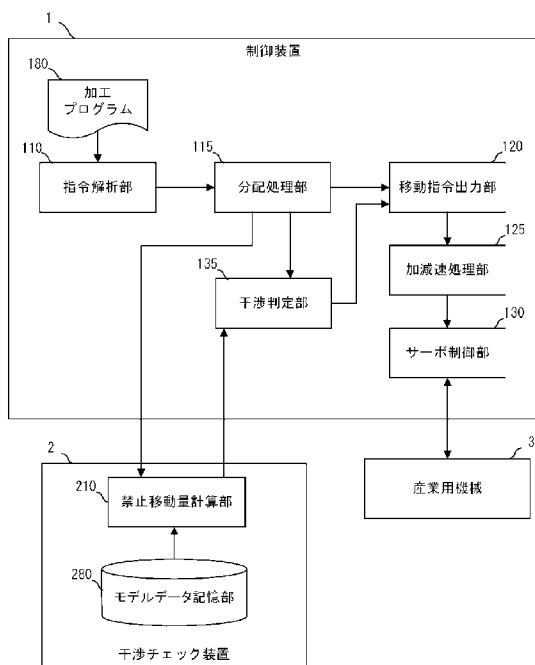 1
制御装置
180
加工
プログラム
110
指令解析部
115
分配処理部
120
移動指令出力部
125
加減速処理部
135
干渉判定部
130
サーボ制御部
2
210
禁止移動量計算部
3
産業用機械
280
モデルデータ記憶部
干渉チェック装置